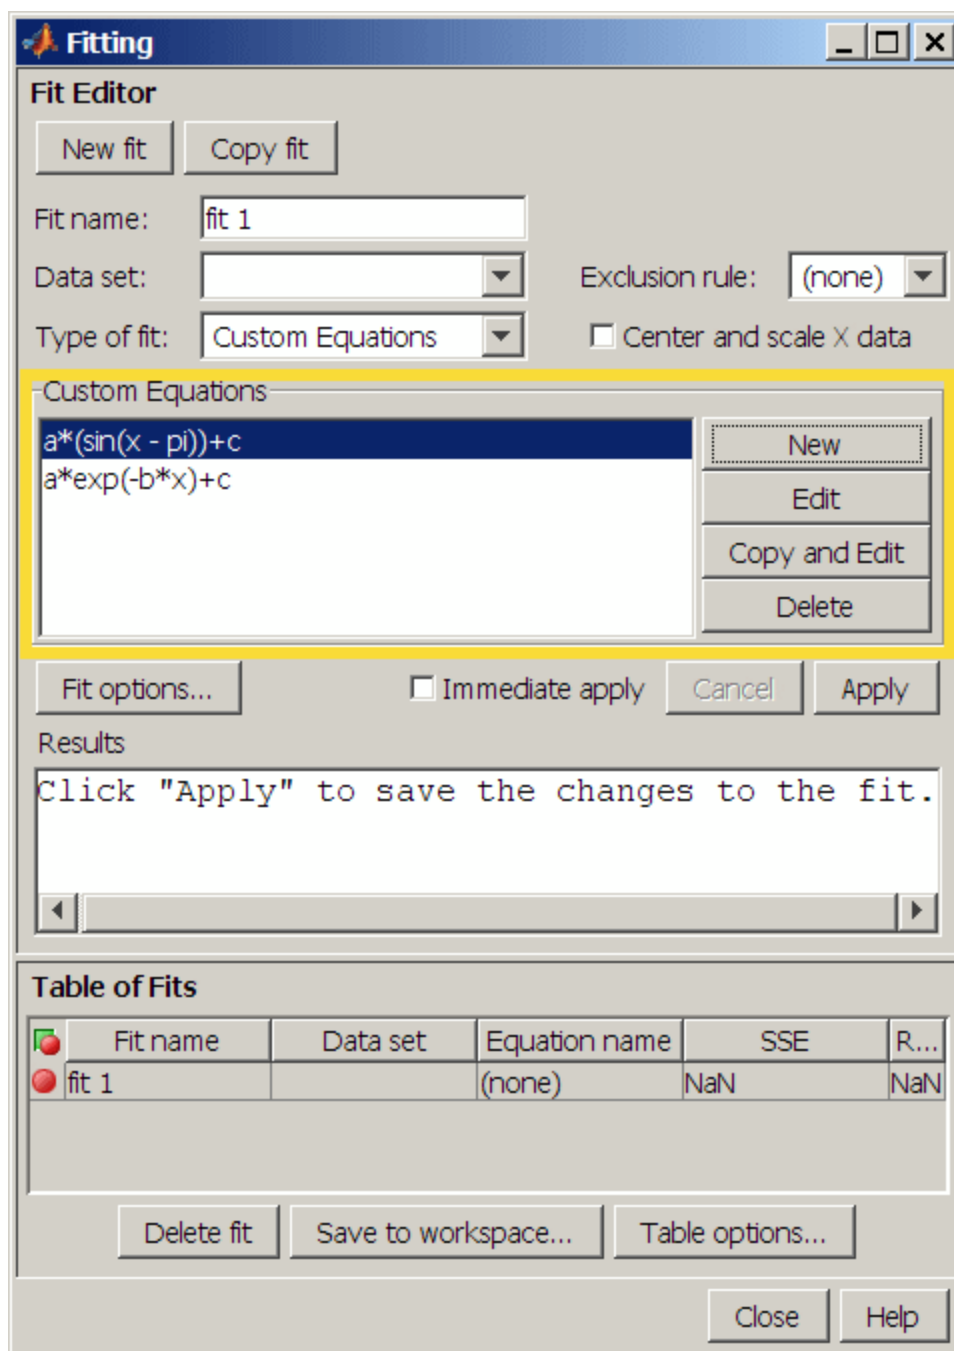 Fitting
Fit Editor
New fit Copy fit
Fit name: fit 1
Data set: Exclusion rule: (none)
Type of fit: Custom Equations Center and scale X data
Custom Equations
a*(sin(x - pi))+c New
a*exp(-b*x)+c Edit
Copy and Edit
Delete
Fit options... Immediate apply Cancel Apply
Results
Click "Apply" to save the changes to the fit.
Table of Fits
Fit name Data set Equation name SSE R...
fit 1 (none) NaN NaN
Delete fit Save to workspace... Table options...
Close Help